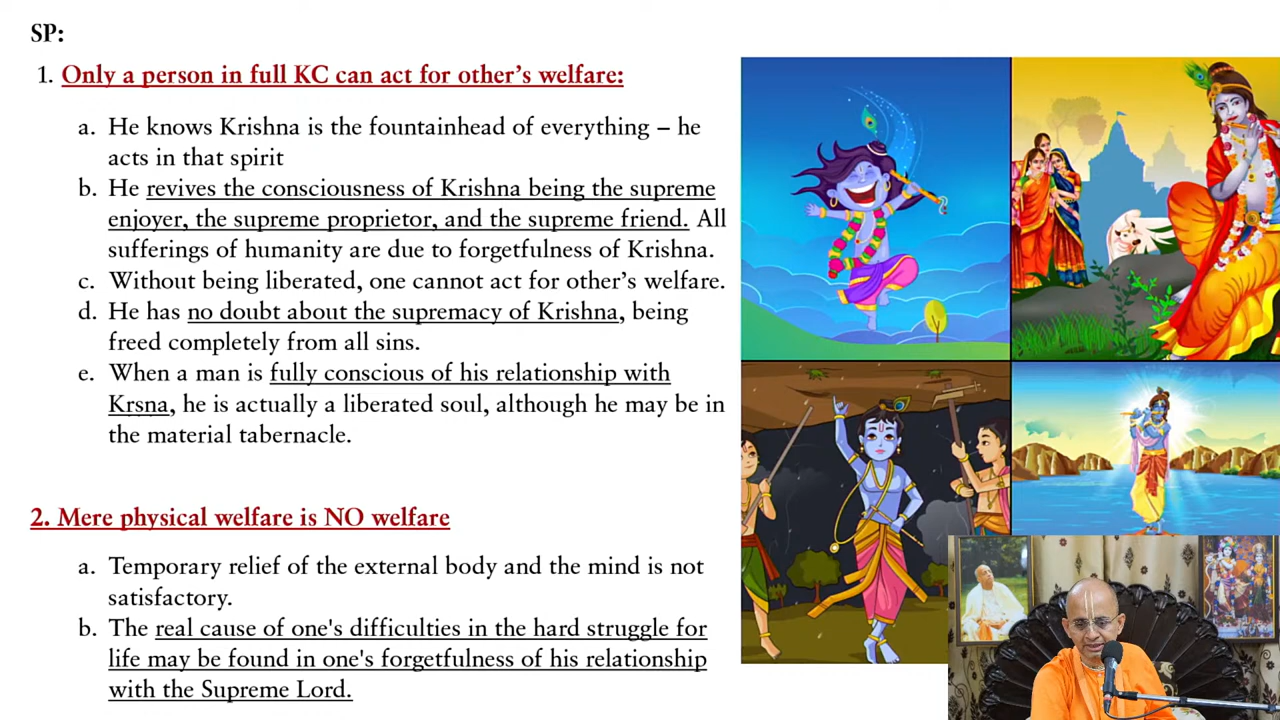 SP:
1. Only a person in full KC can act for other’s welfare:
a. He knows Krishna is the fountainhead of everything – he
acts in that spirit
b. He revives the consciousness of Krishna being the supreme
enjoyer, the supreme proprietor, and the supreme friend. All
sufferings of humanity are due to forgetfulness of Krishna.
c. Without being liberated, one cannot act for other’s welfare.
d. He has no doubt about the supremacy of Krishna, being
freed completely from all sins.
e. When a man is fully conscious of his relationship with
Krsna, he is actually a liberated soul, although he may be in
the material tabernacle.
2. Mere physical welfare is NO welfare
a. Temporary relief of the external body and the mind is not
satisfactory.
b. The real cause of one's difficulties in the hard struggle for
life may be found in one's forgetfulness of his relationship
with the Supreme Lord.